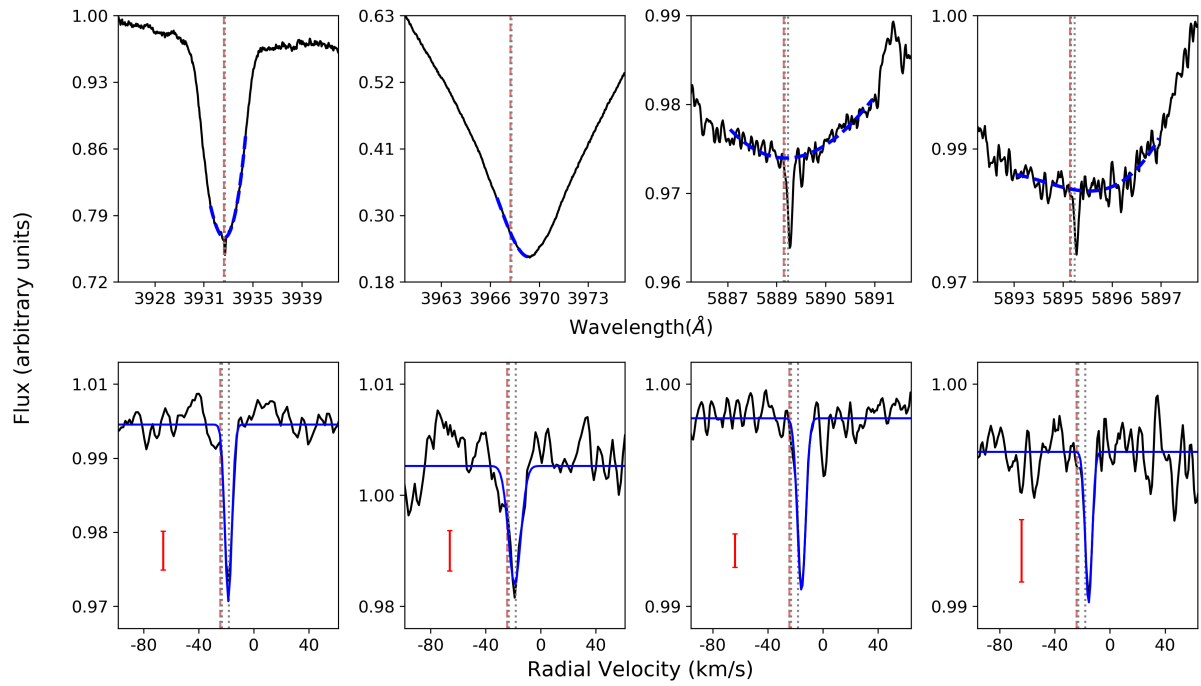 Flux (arbitrary units)
1.00 0.93 0.86 0.79 0.72
3928 3931 3935 3939
0.63 0.52 0.41 0.30 0.18
3963 3966 3970 3973
0.99 0.98 0.97 0.96
5887 5889 5890 5891
1.00 0.99 0.97
5893 5895 5896 5897
Wavelength(Å)
1.01 0.99 0.98 0.97
-80 -40 0 40
1.01 1.00 0.98
-80 -40 0 40
1.00 0.99
-80 -40 0 40
1.00 0.99
-80 -40 0 40
Radial Velocity (km/s)